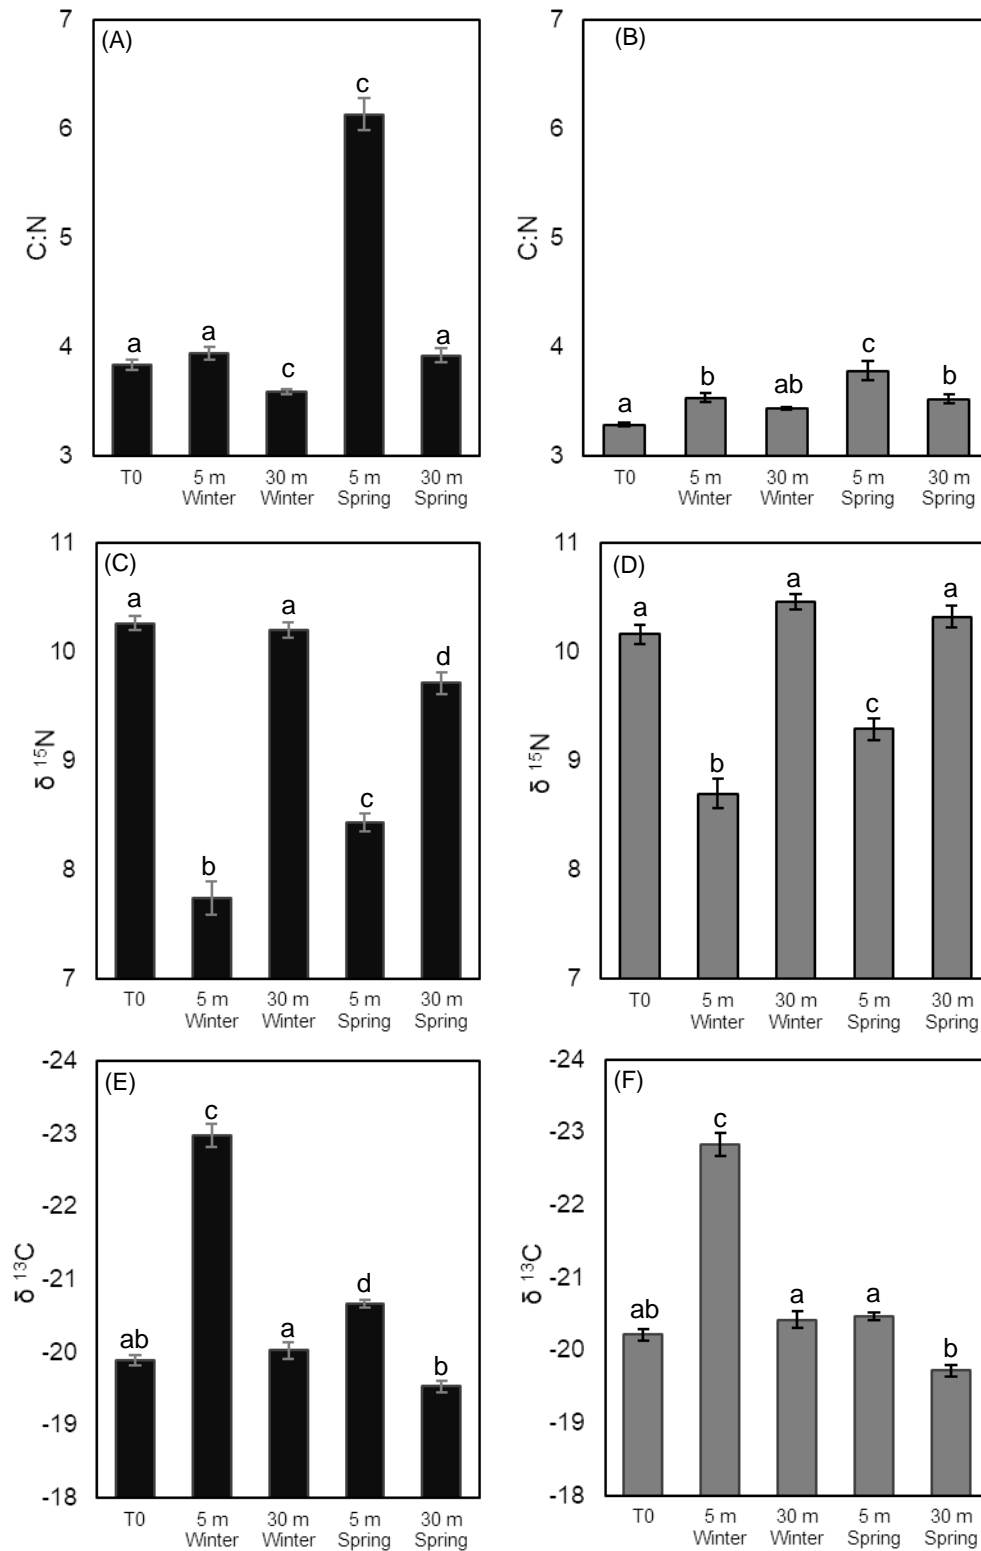 (A)
7
6
5
4
3
C:N
a
a
c
c
a
T0
5 m
Winter
30 m
Winter
5 m
Spring
30 m
Spring
(B)
7
6
5
4
3
C:N
a
b
ab
c
b
T0
5 m
Winter
30 m
Winter
5 m
Spring
30 m
Spring
(C)
11
10
9
8
7
δ ¹⁵N
a
b
a
c
d
T0
5 m
Winter
30 m
Winter
5 m
Spring
30 m
Spring
(D)
11
10
9
8
7
δ ¹⁵N
a
b
a
c
a
T0
5 m
Winter
30 m
Winter
5 m
Spring
30 m
Spring
(E)
-24
-23
-22
-21
-20
-19
-18
δ ¹³C
ab
c
a
d
b
T0
5 m
Winter
30 m
Winter
5 m
Spring
30 m
Spring
(F)
-24
-23
-22
-21
-20
-19
-18
δ ¹³C
ab
c
a
a
b
T0
5 m
Winter
30 m
Winter
5 m
Spring
30 m
Spring